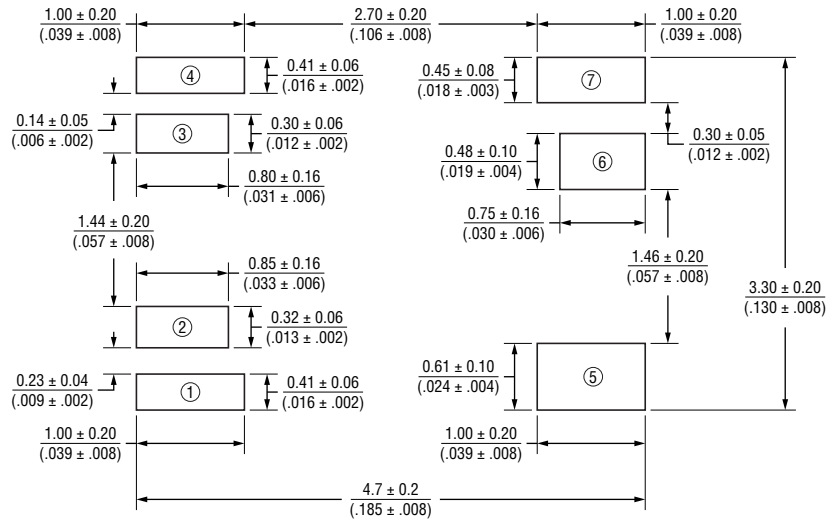 1.00 ± 0.20
(.039 ± .008)
2.70 ± 0.20
(.106 ± .008)
1.00 ± 0.20
(.039 ± .008)
④
0.41 ± 0.06
(.016 ± .002)
0.45 ± 0.08
(.018 ± .003)
⑦
0.14 ± 0.05
(.006 ± .002)
③
0.30 ± 0.06
(.012 ± .002)
0.48 ± 0.10
(.019 ± .004)
⑥
0.30 ± 0.05
(.012 ± .002)
0.80 ± 0.16
(.031 ± .006)
0.75 ± 0.16
(.030 ± .006)
1.44 ± 0.20
(.057 ± .008)
1.46 ± 0.20
(.057 ± .008)
0.85 ± 0.16
(.033 ± .006)
3.30 ± 0.20
(.130 ± .008)
②
0.32 ± 0.06
(.013 ± .002)
0.23 ± 0.04
(.009 ± .002)
①
0.41 ± 0.06
(.016 ± .002)
0.61 ± 0.10
(.024 ± .004)
⑤
1.00 ± 0.20
(.039 ± .008)
1.00 ± 0.20
(.039 ± .008)
4.7 ± 0.2
(.185 ± .008)